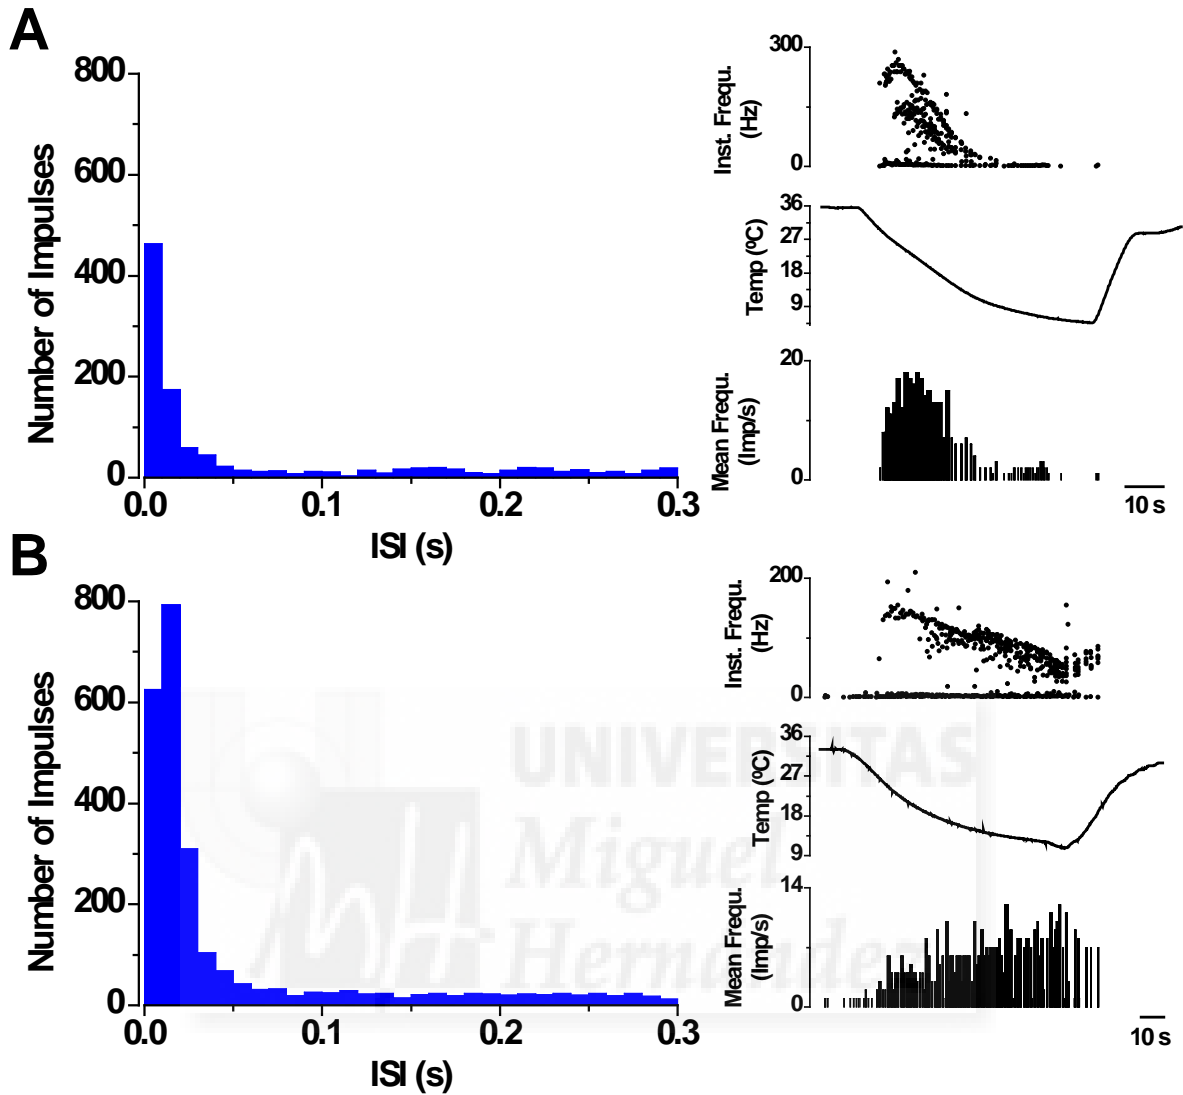 A
800
600
400
200
0
Number of Impulses
0.0 0.1 0.2 0.3
ISI (s)
300
0
Inst. Frequ.
(Hz)
36
27
18
9
Temp (ºC)
20
0
Mean Frequ.
(Imp/s)
10 s
B
800
600
400
200
0
Number of Impulses
0.0 0.1 0.2 0.3
ISI (s)
200
0
Inst. Frequ.
(Hz)
36
27
18
9
Temp (ºC)
14
0
Mean Frequ.
(Imp/s)
10 s
UNIVERSITAS
Miguel
Hernández